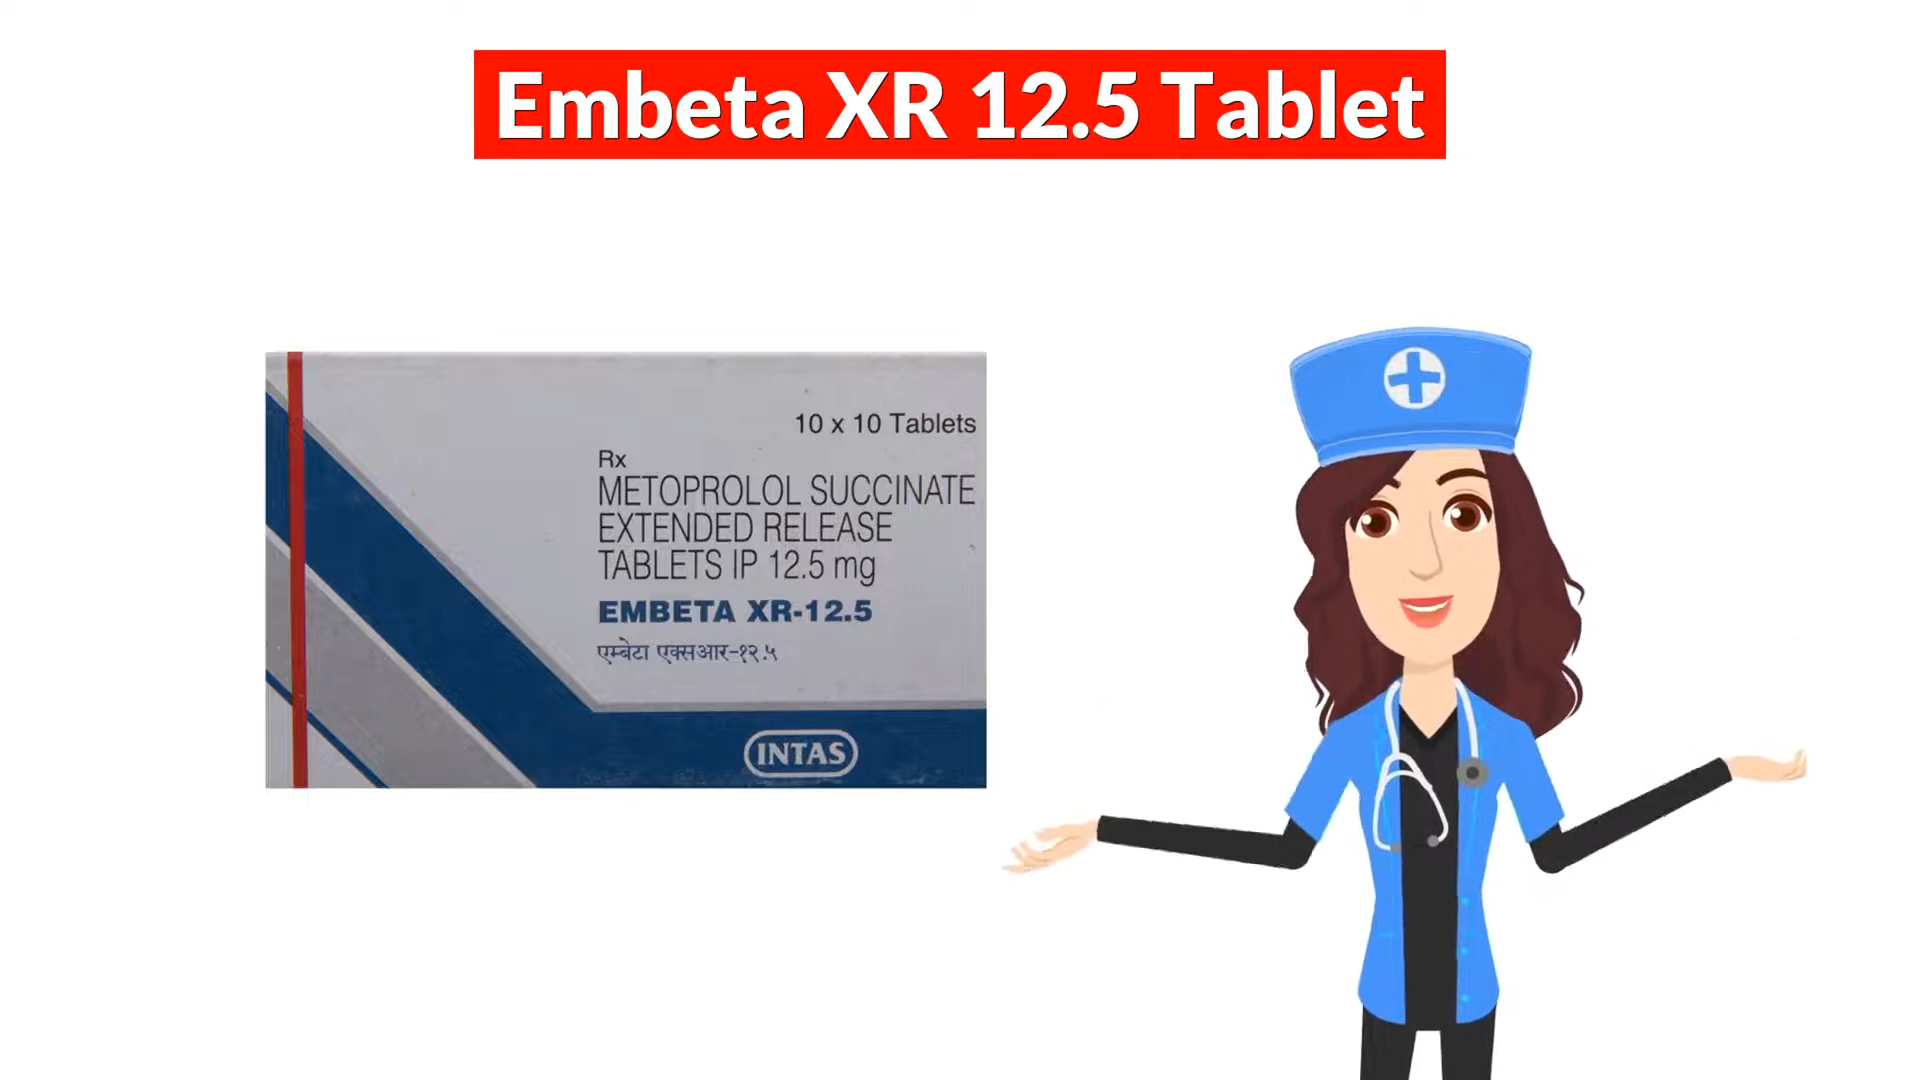 Embeta XR 12.5 Tablet
10 x 10 Tablets
Rx
METOPROLOL SUCCINATE
EXTENDED RELEASE
TABLETS IP 12.5 mg
EMBETA XR-12.5
एम्बेटा एक्सआर-१२.५
INTAS